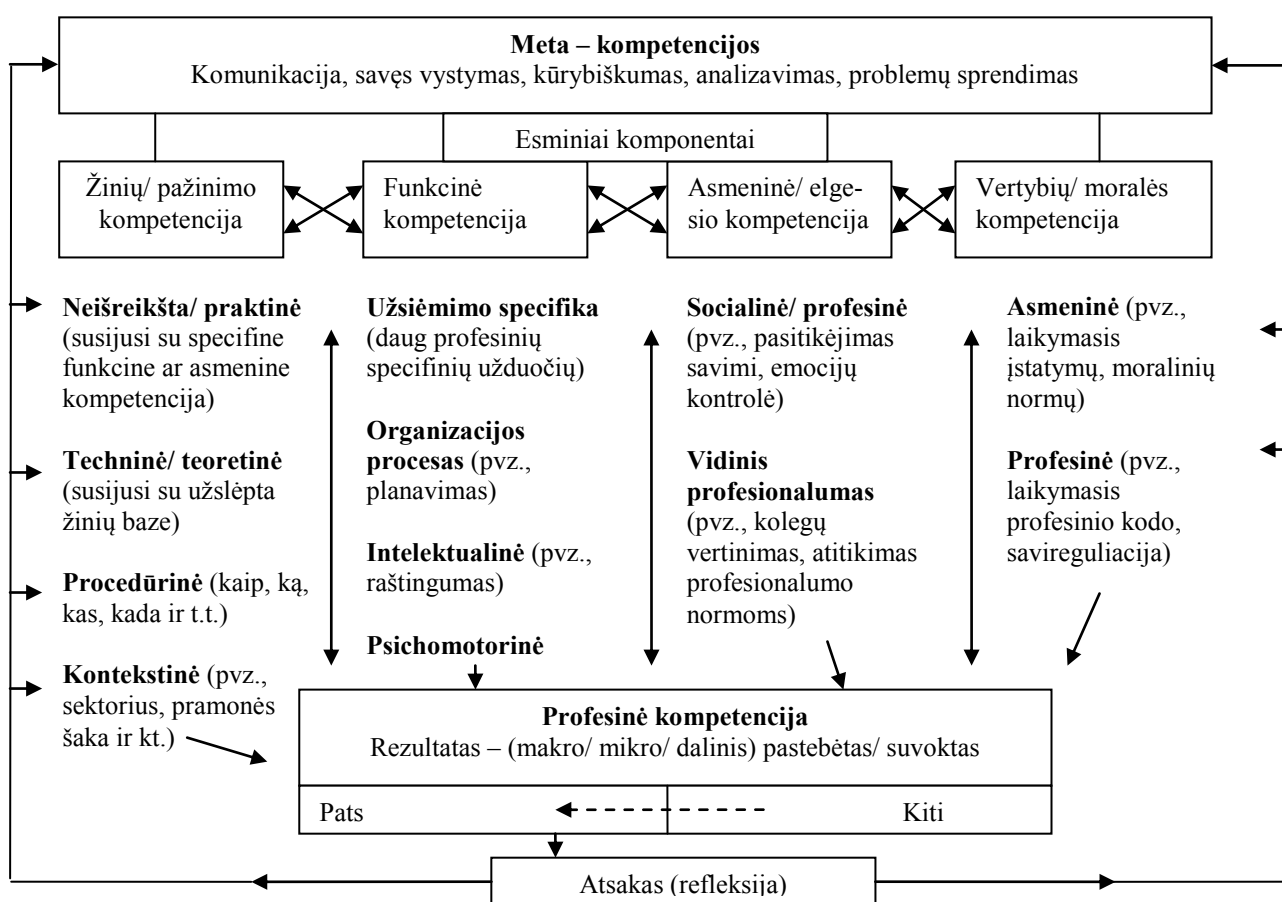 Meta – kompetencijos
Komunikacija, savęs vystymas, kūrybiškumas, analizavimas, problemų sprendimas
Esminiai komponentai
Žinių/ pažinimo
kompetencija
Funkcinė
kompetencija
Asmeninė/ elge-
sio kompetencija
Vertybių/ moralės
kompetencija
Neišreikšta/ praktinė
(susijusi su specifine
funkcine ar asmenine
kompetencija)
Techninė/ teoretinė
(susijusi su užslėpta
žinių baze)
Procedūrinė (kaip, ką,
kas, kada ir t.t.)
Kontekstinė (pvz.,
sektorius, pramonės
šaka ir kt.)
Užsiėmimo specifika
(daug profesinių
specifinių užduočių)
Organizacijos
procesas (pvz.,
planavimas)
Intelektualinė (pvz.,
raštingumas)
Psichomotorinė
Socialinė/ profesinė
(pvz., pasitikėjimas
savimi, emocijų
kontrolė)
Vidinis
profesionalumas
(pvz., kolegų
vertinimas, atitikimas
profesionalumo
normoms)
Asmeninė (pvz.,
laikymasis
įstatymų, moralinių
normų)
Profesinė (pvz.,
laikymasis
profesinio kodo,
savireguliacija)
Profesinė kompetencija
Rezultatas – (makro/ mikro/ dalinis) pastebėtas/ suvoktas
Pats
Kiti
Atsakas (refleksija)